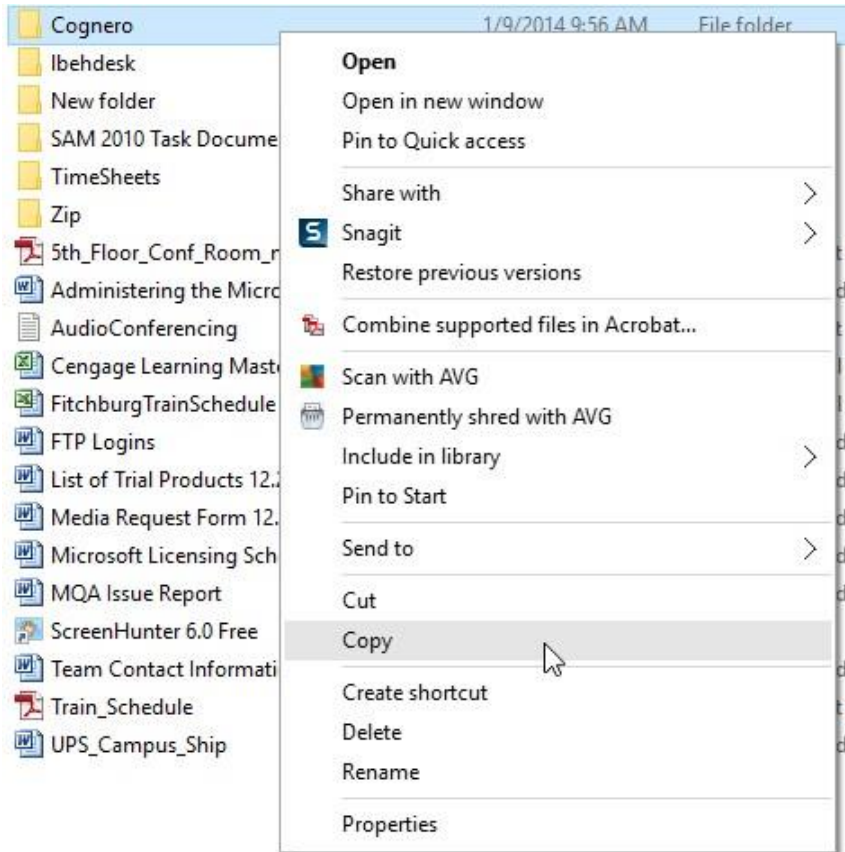 Cognero 1/9/2014 9:56 AM File folder
Ibehdesk
New folder
SAM 2010 Task Docume
TimeSheets
Zip
5th_Floor_Conf_Room_
Administering the Micro
AudioConferencing
Cengage Learning Mast
FitchburgTrainSchedule
FTP Logins
List of Trial Products 12.
Media Request Form 12.
Microsoft Licensing Sch
MQA Issue Report
ScreenHunter 6.0 Free
Team Contact Informati
Train_Schedule
UPS_Campus_Ship
Open
Open in new window
Pin to Quick access
Share with
Snagit
Restore previous versions
Combine supported files in Acrobat...
Scan with AVG
Permanently shred with AVG
Include in library
Pin to Start
Send to
Cut
Copy
Create shortcut
Delete
Rename
Properties